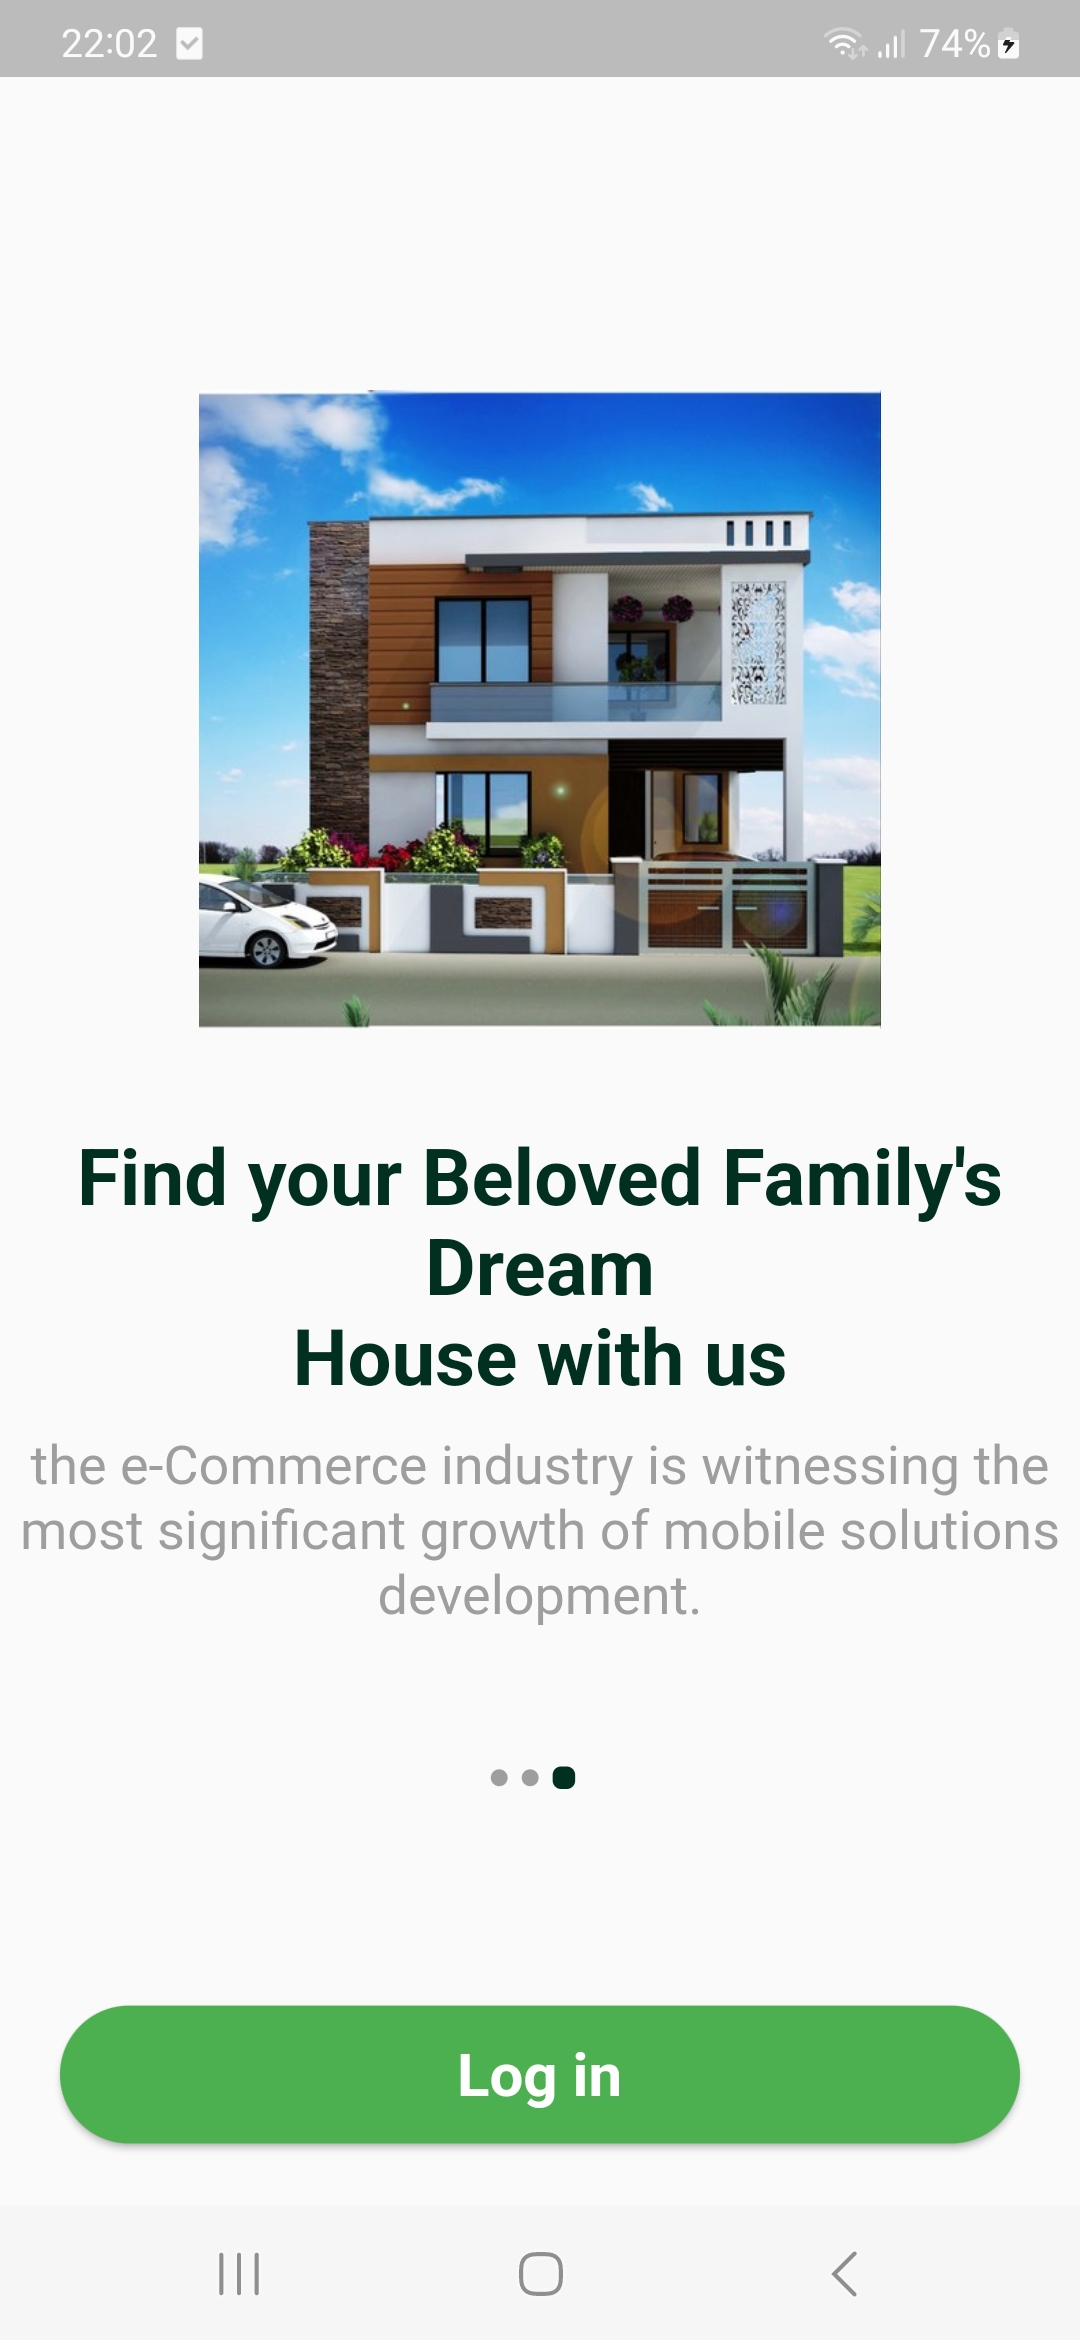 22:02
74%
Find your Beloved Family's
Dream
House with us
the e-Commerce industry is witnessing the
most significant growth of mobile solutions
development.
Log in